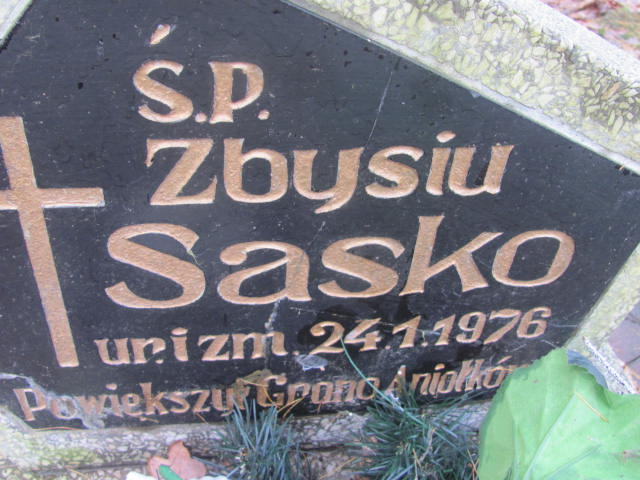 Ś.P.
Zbysiu
Sasko
ur. i zm. 24.1.1976
Powiększył Grono Aniołków